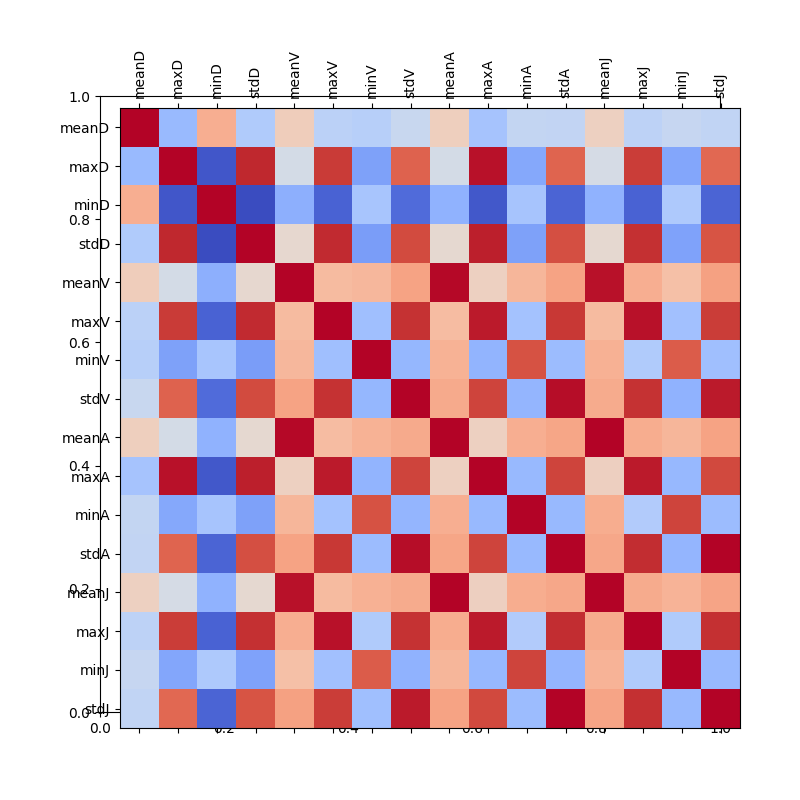 meanD maxD minD stdD meanV maxV minV stdV meanA maxA minA stdA meanJ maxJ minJ stdJ
1.0
meanD
maxD
minD
0.8
stdD
meanV
maxV
0.6
minV
stdV
meanA
0.4
maxA
minA
stdA
0.2
meanJ
maxJ
minJ
stdJ
0.0
0.0 0.2 0.4 0.6 0.8 1.0